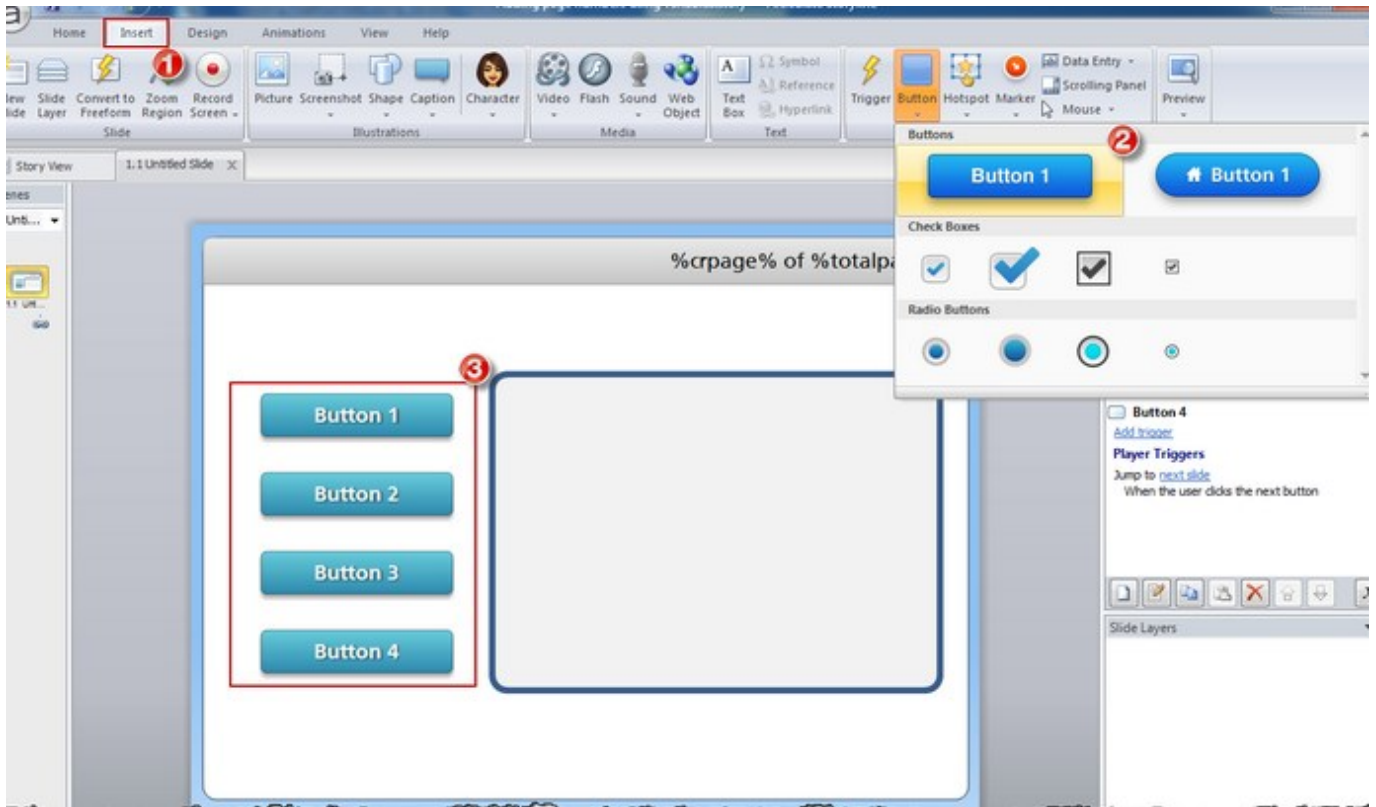 Home Insert Design Animations View Help
1
Slide Layer
Convert to Freeform
Zoom Region
Record Screen
Picture Screenshot Shape Caption Character
Video Flash Sound Web Object
Text Box
Symbol
Reference
Hyperlink
Trigger Button Hotspot Marker
Data Entry
Scrolling Panel
Mouse
Preview
Slide Illustrations Media Text
Story View 1.1 Untitled Slide x
Buttons
2
Button 1 Button 1
Check Boxes
Radio Buttons
%crpage% of %totalpa
3
Button 1
Button 2
Button 3
Button 4
Button 4
Add trigger
Player Triggers
Jump to next slide
When the user clicks the next button
Slide Layers